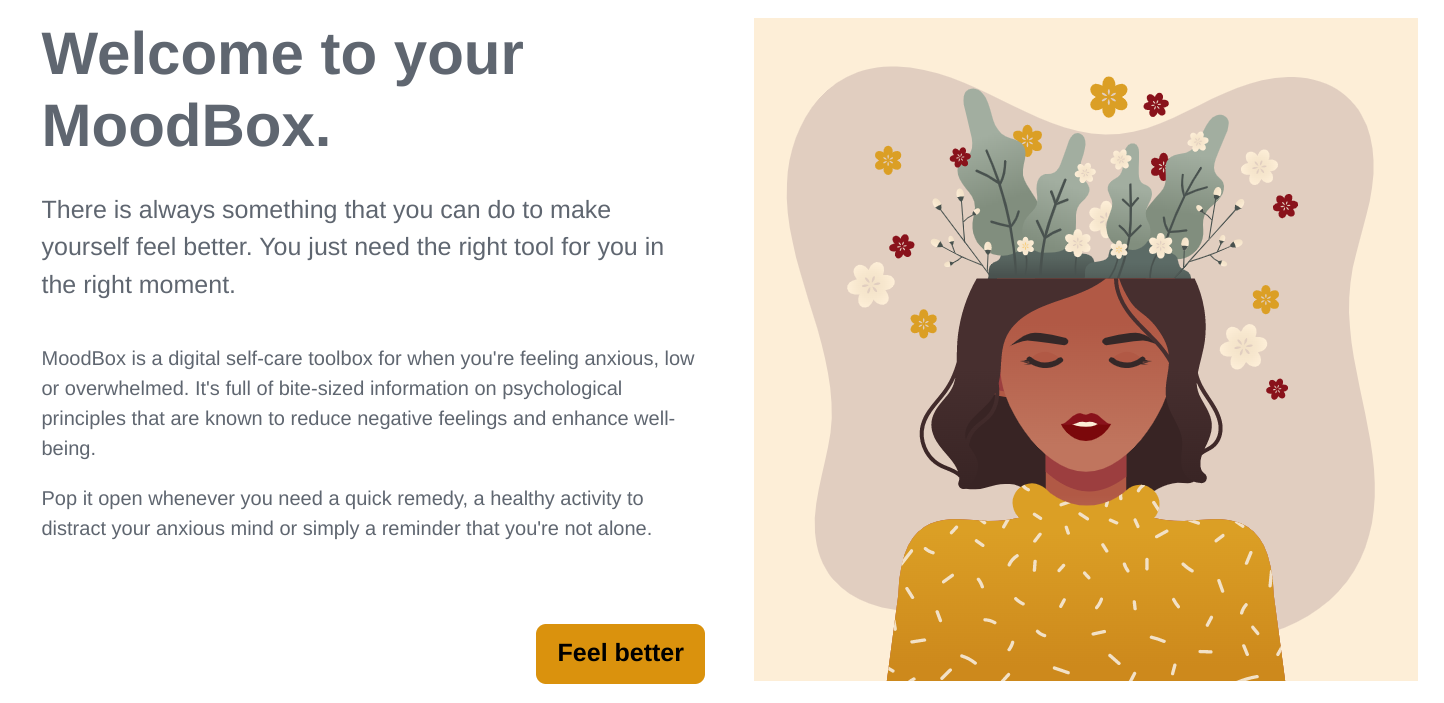 Welcome to your
MoodBox.
There is always something that you can do to make
yourself feel better. You just need the right tool for you in
the right moment.
MoodBox is a digital self-care toolbox for when you're feeling anxious, low
or overwhelmed. It's full of bite-sized information on psychological
principles that are known to reduce negative feelings and enhance well-
being.
Pop it open whenever you need a quick remedy, a healthy activity to
distract your anxious mind or simply a reminder that you're not alone.
Feel better